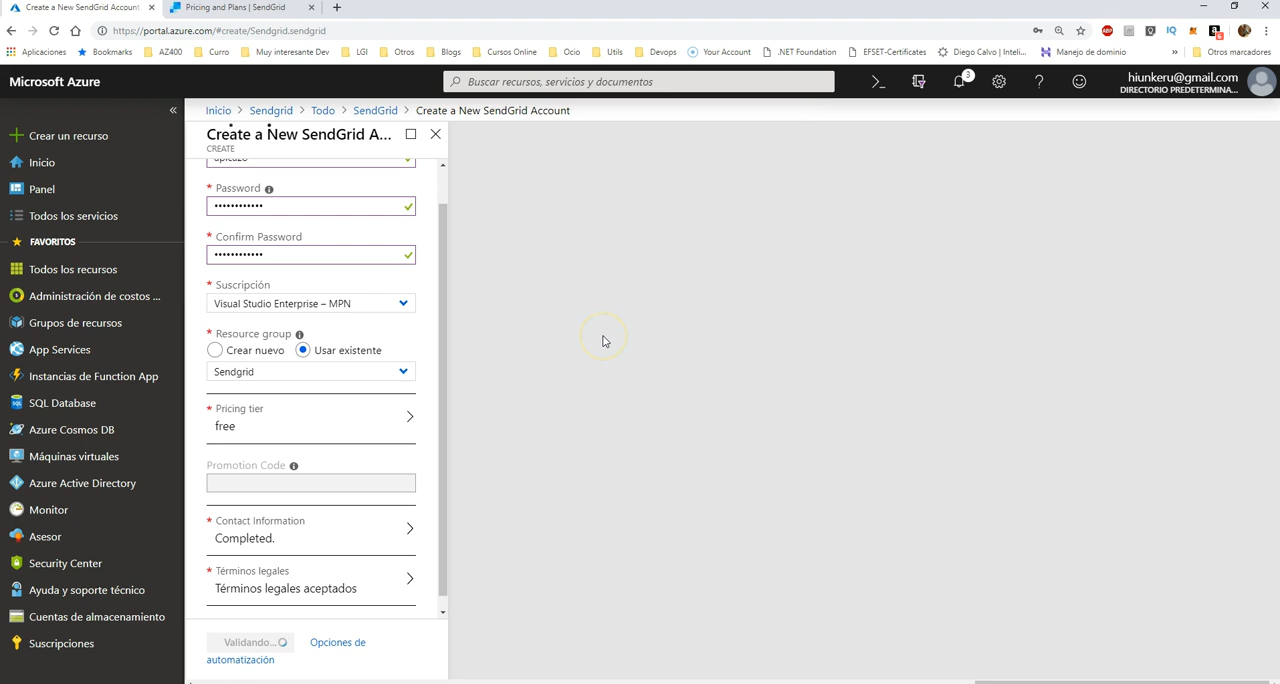 Create a New SendGrid Account
Pricing and Plans | SendGrid
https://portal.azure.com/#create/Sendgrid.sendgrid
Aplicaciones
Bookmarks
AZ400
Curro
Muy interesante Dev
LGI
Otros
Blogs
Cursos Online
Ocio
Utils
Devops
Your Account
.NET Foundation
EFSET-Certificates
Diego Calvo | Inteli...
Manejo de dominio
»
Otros marcadores
Microsoft Azure
Buscar recursos, servicios y documentos
3
hiunkeru@gmail.com
DIRECTORIO PREDETERMINA...
«
Inicio > Sendgrid > Todo > SendGrid > Create a New SendGrid Account
Crear un recurso
Inicio
Panel
Todos los servicios
FAVORITOS
Todos los recursos
Administración de costos ...
Grupos de recursos
App Services
Instancias de Function App
SQL Database
Azure Cosmos DB
Máquinas virtuales
Azure Active Directory
Monitor
Asesor
Security Center
Ayuda y soporte técnico
Cuentas de almacenamiento
Suscripciones
Create a New SendGrid A...
CREATE
* Password
••••••••••••
* Confirm Password
••••••••••••
* Suscripción
Visual Studio Enterprise – MPN
* Resource group
Crear nuevo Usar existente
Sendgrid
* Pricing tier
free
Promotion Code
* Contact Information
Completed.
* Términos legales
Términos legales aceptados
Validando... Opciones de
automatización